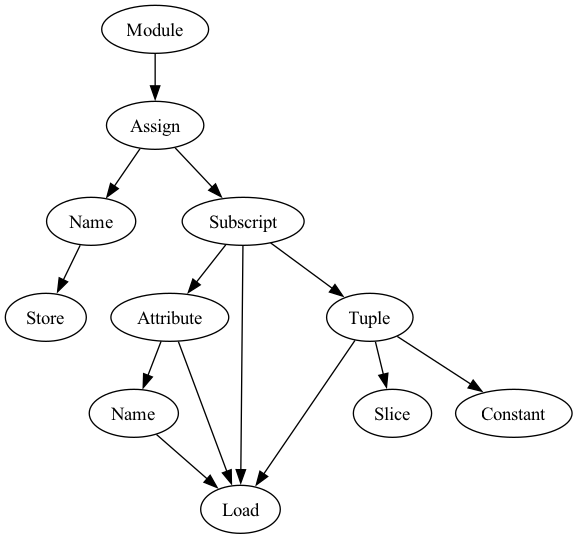 Module
Assign
Name
Subscript
Store
Attribute
Tuple
Name
Slice
Constant
Load